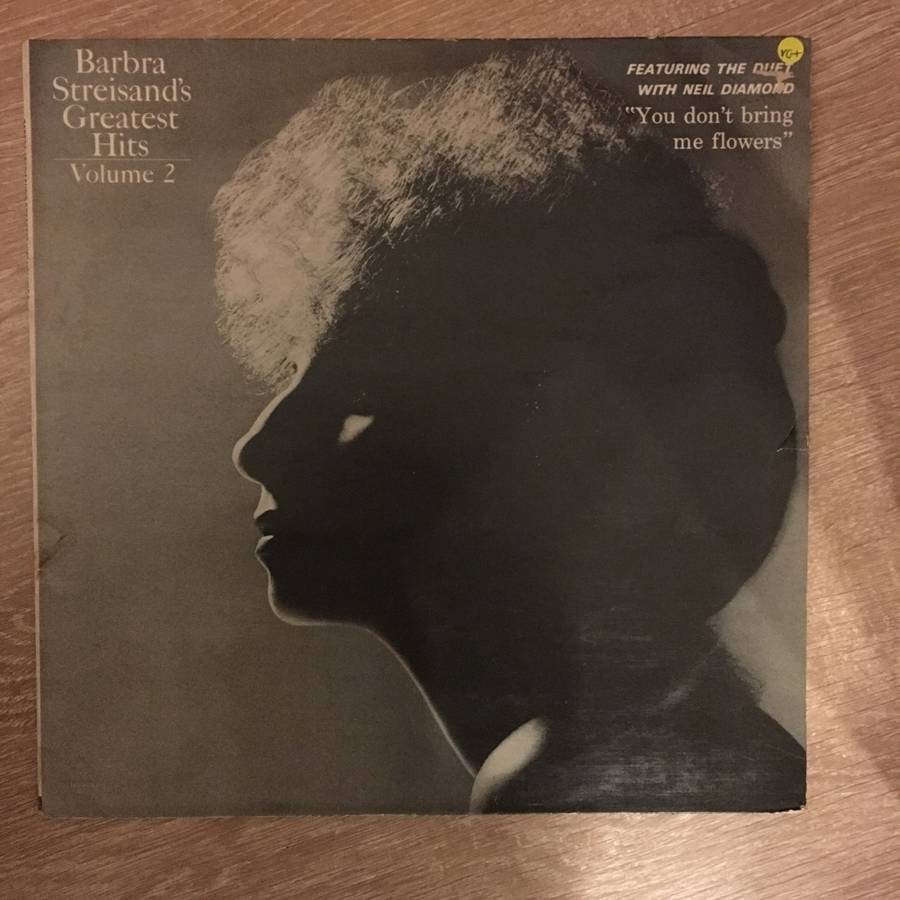 Barbra
Streisand's
Greatest
Hits
Volume 2
VG+
FEATURING THE DUET
WITH NEIL DIAMOND
"You don't bring
me flowers"